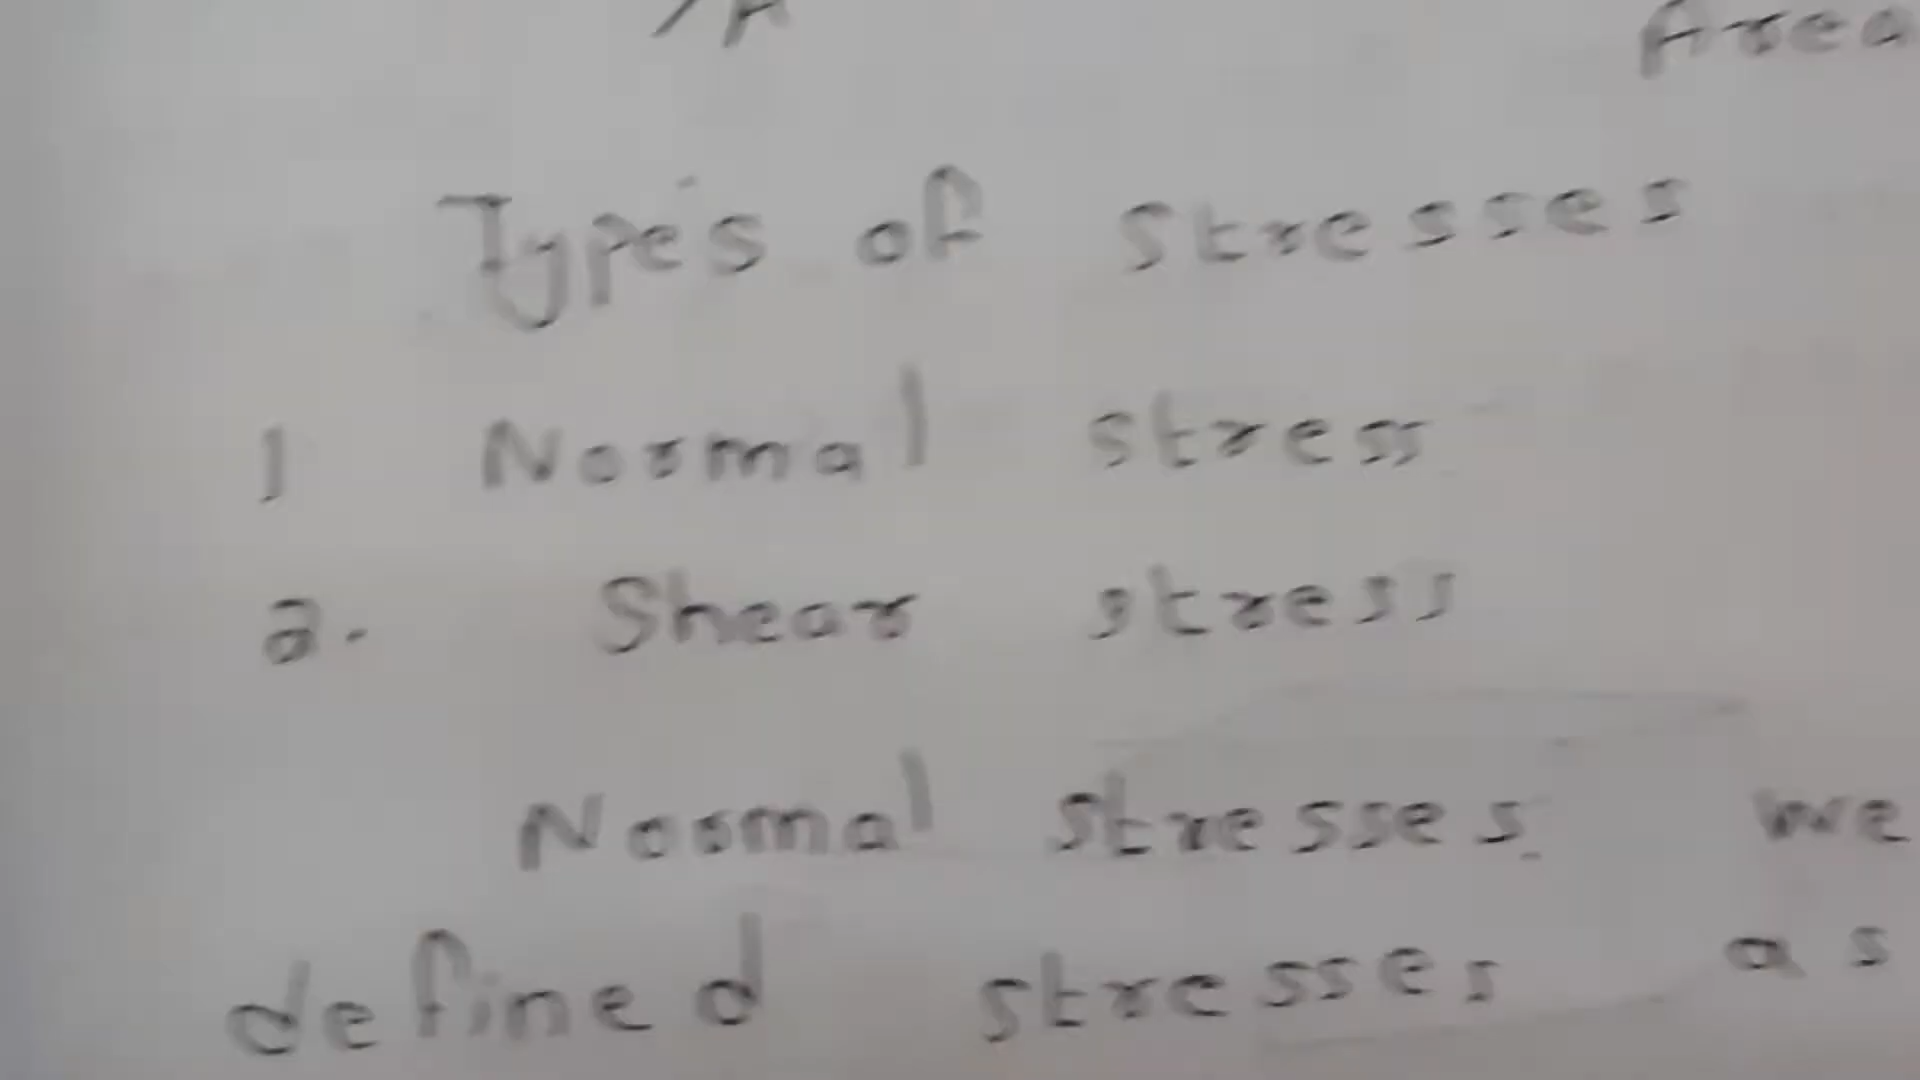 /A Area
Types of stresses
1 Normal stress
2. Shear stress
Normal stresses we
defined stresses as